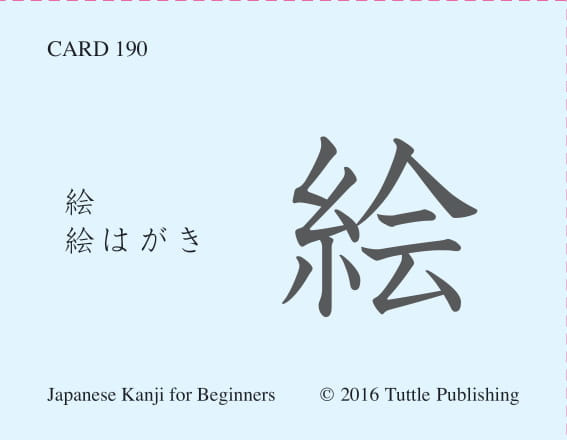 CARD 190
絵
絵はがき
絵
Japanese Kanji for Beginners
© 2016 Tuttle Publishing